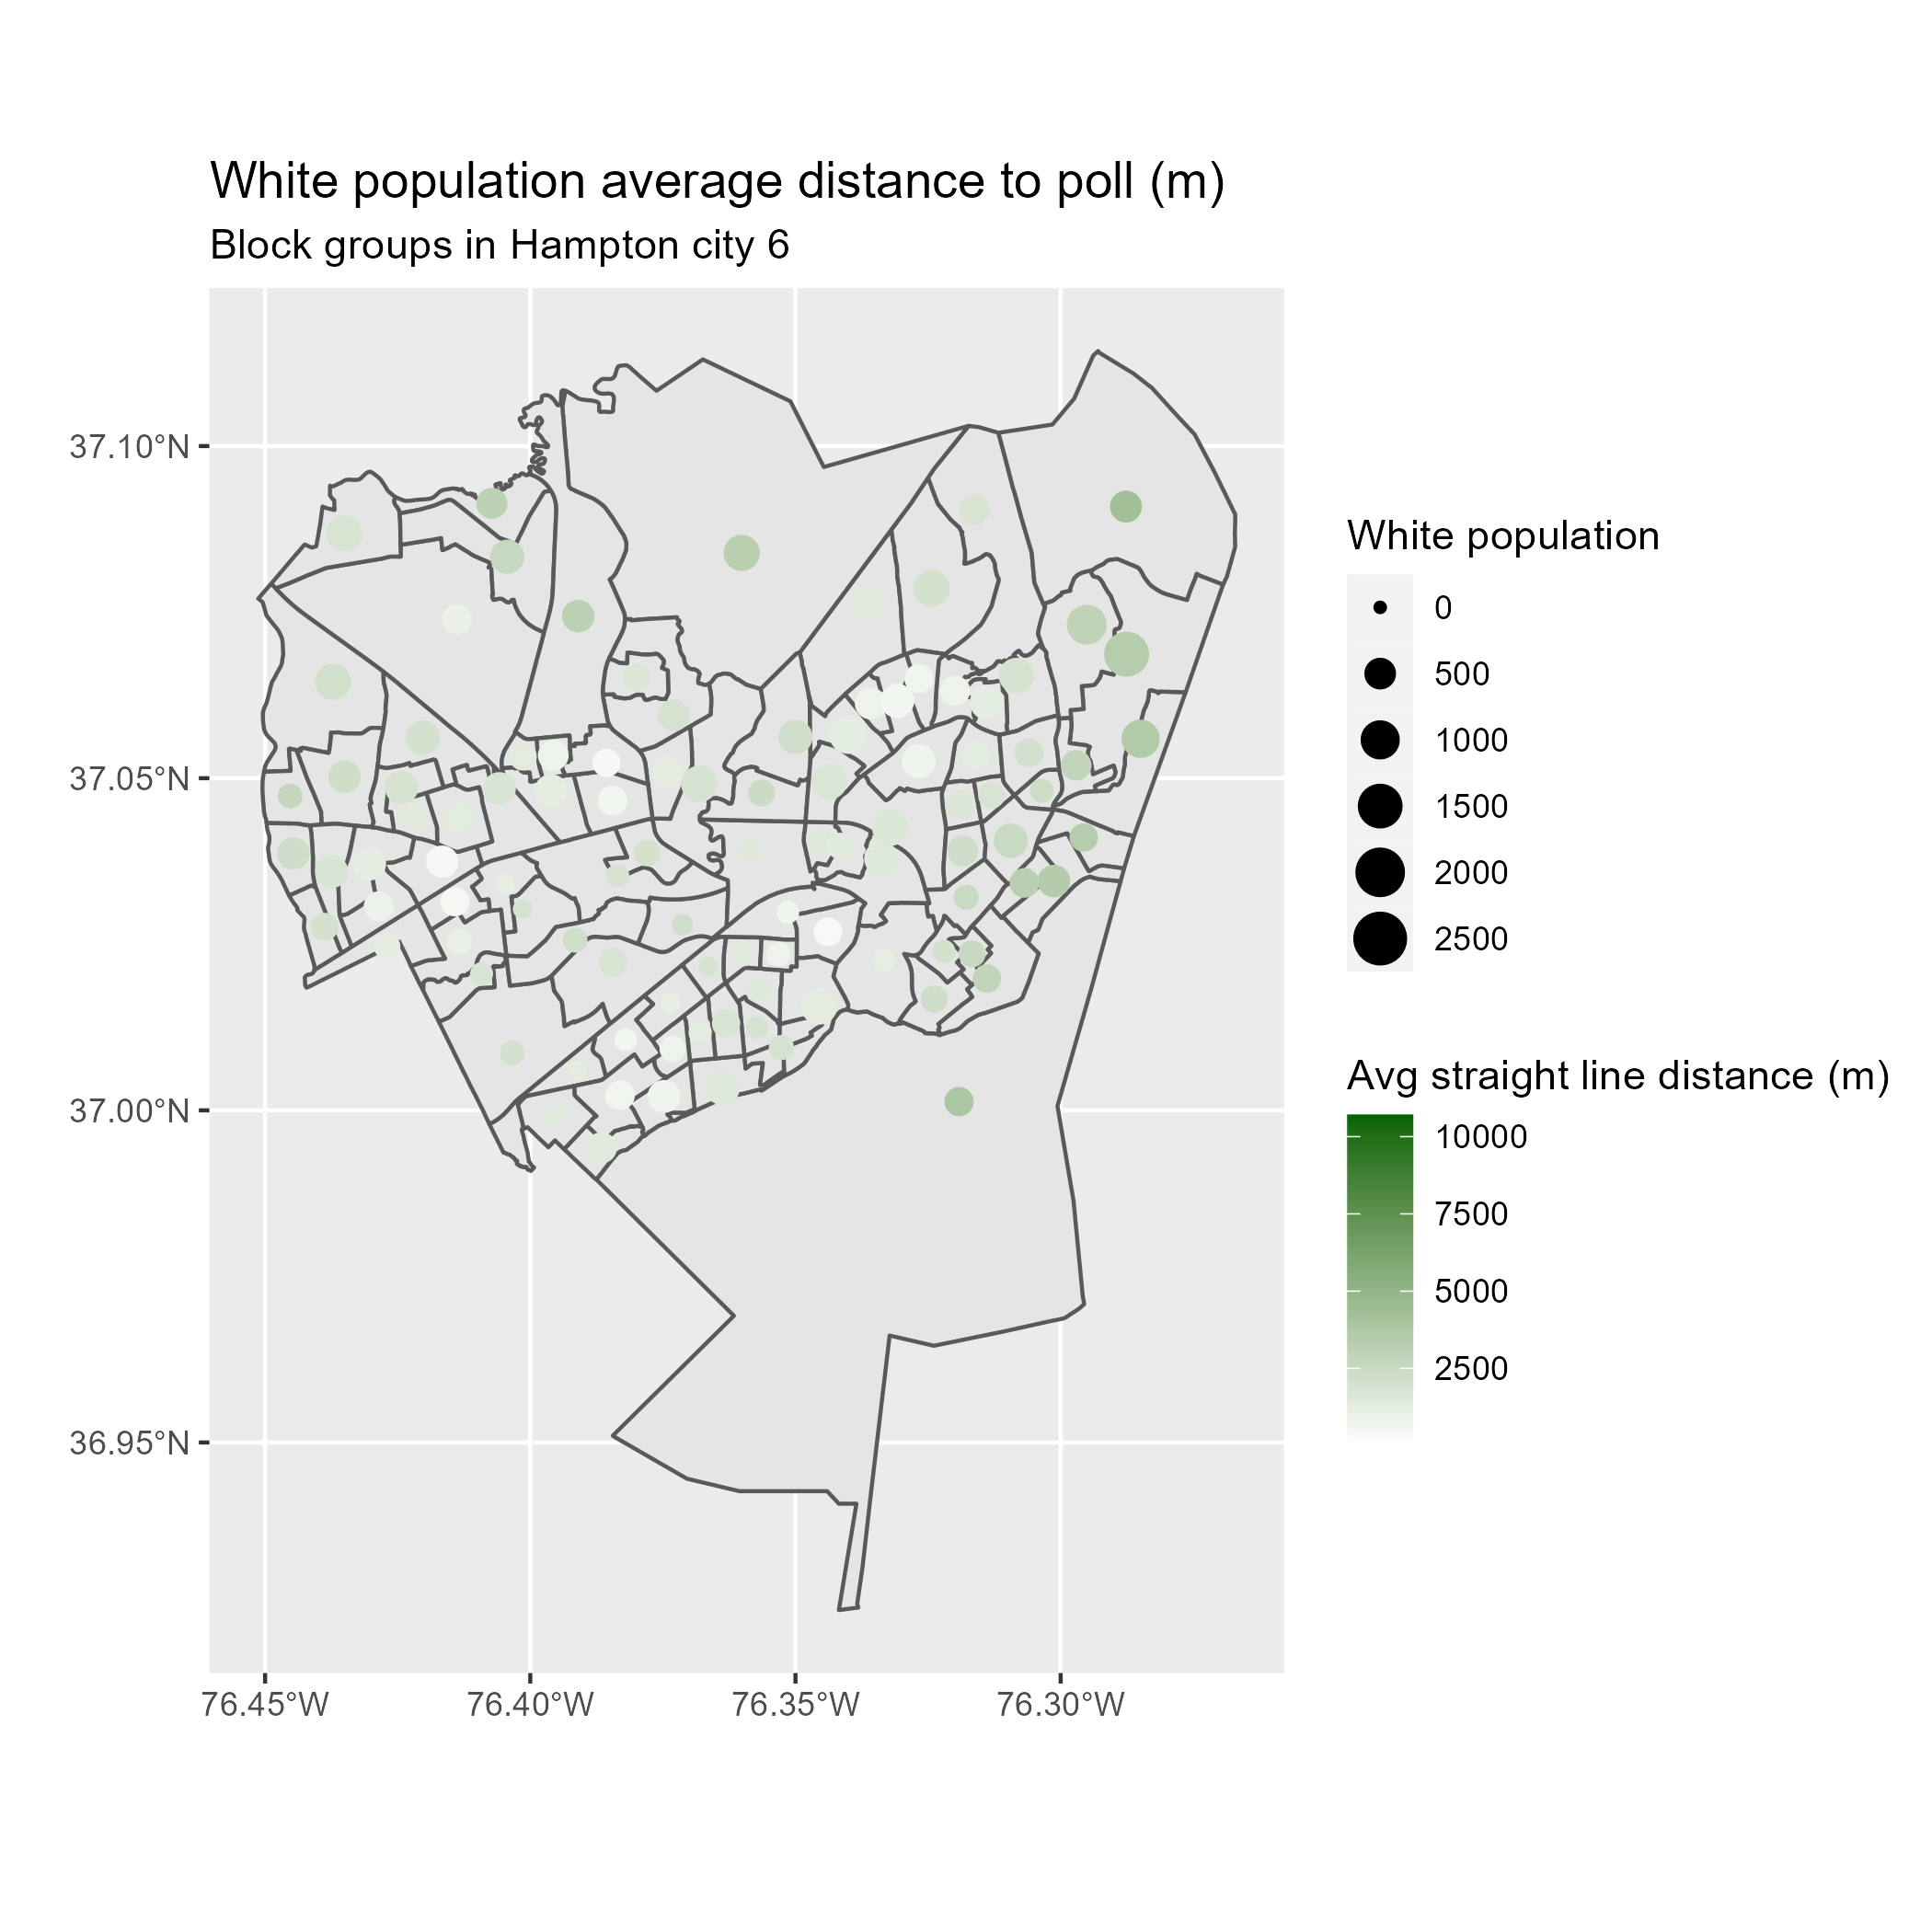 White population average distance to poll (m)
Block groups in Hampton city 6
37.10°N
37.05°N
37.00°N
36.95°N
76.45°W
76.40°W
76.35°W
76.30°W
White population
0
500
1000
1500
2000
2500
Avg straight line distance (m)
10000
7500
5000
2500